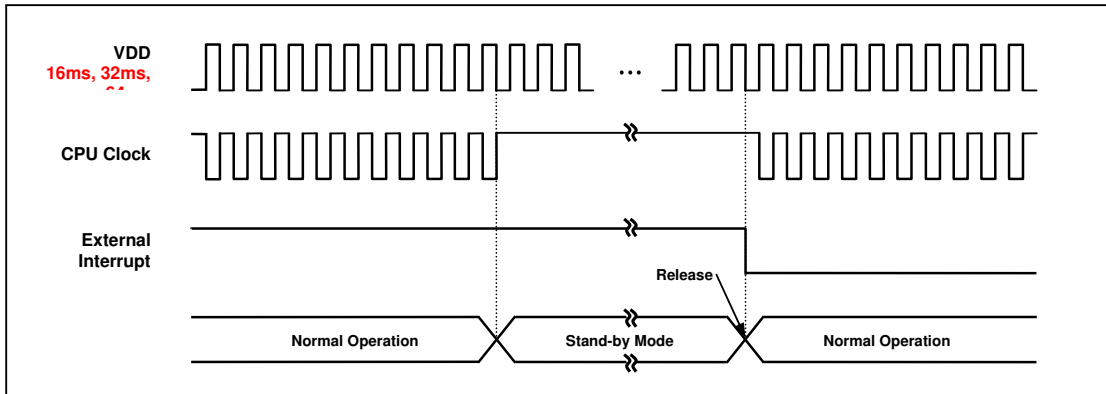 VDD
16ms, 32ms,
...
CPU Clock
External
Interrupt
Release
Normal Operation
Stand-by Mode
Normal Operation